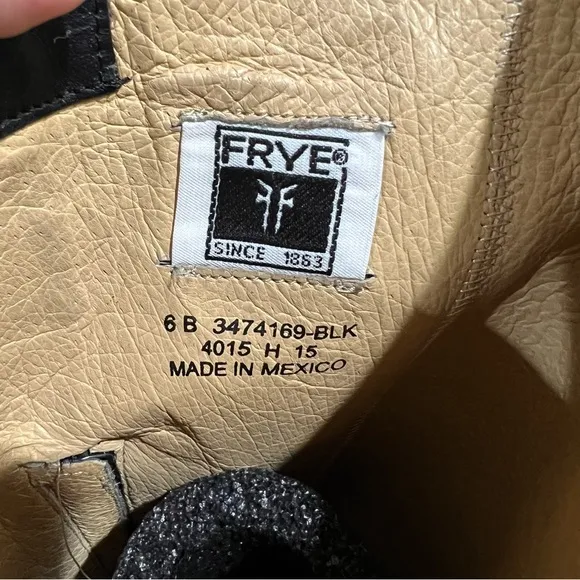 FRYE®
SINCE 1863
6 B 3474169-BLK
4015 H 15
MADE IN MEXICO